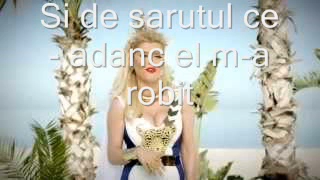 Si de sarutul ce
- adanc el m-a -
robit -